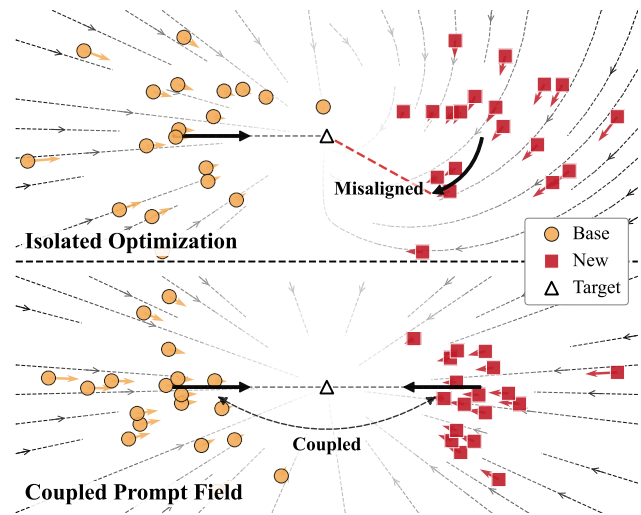 Misaligned
Isolated Optimization
Base
New
Target
Coupled
Coupled Prompt Field